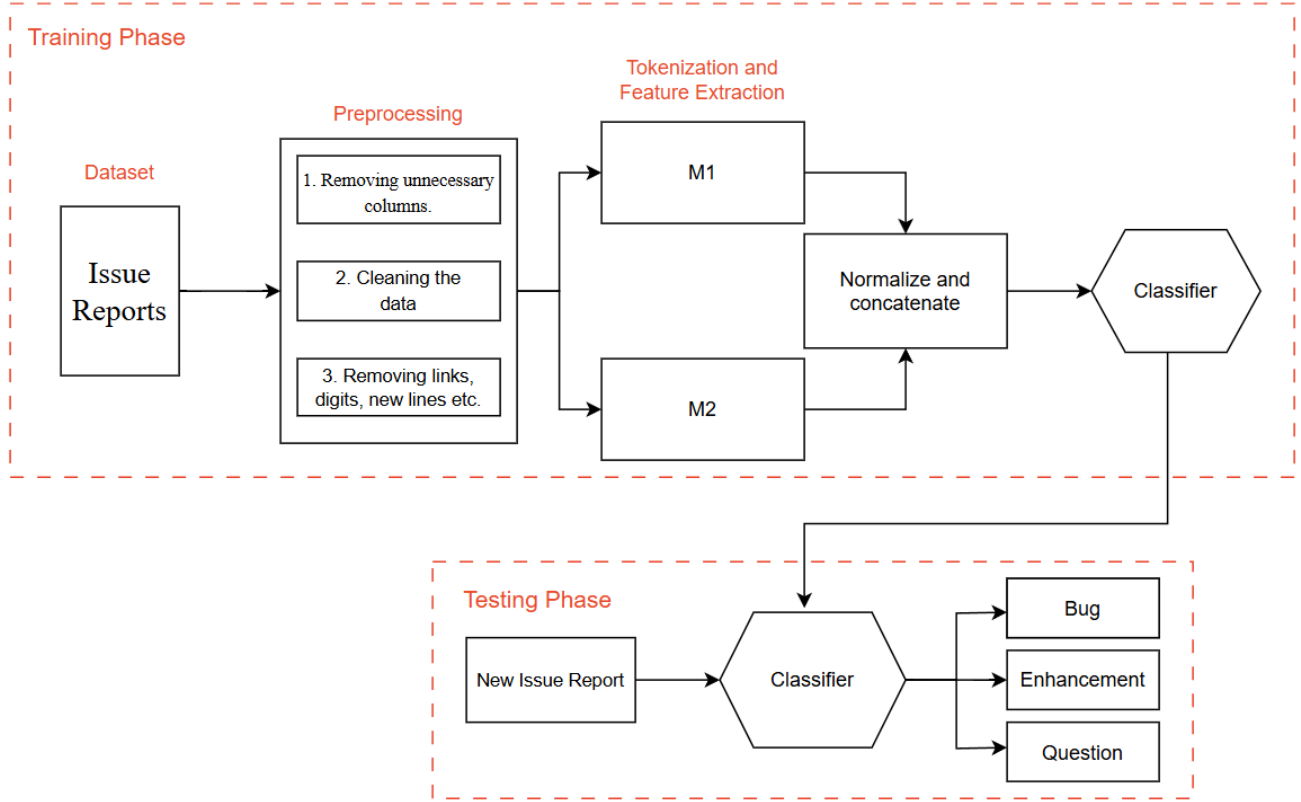 Training Phase
Dataset
Issue
Reports
Preprocessing
1. Removing unnecessary
columns.
2. Cleaning the
data
3. Removing links,
digits, new lines etc.
Tokenization and
Feature Extraction
M1
M2
Normalize and
concatenate
Classifier
Testing Phase
New Issue Report
Classifier
Bug
Enhancement
Question